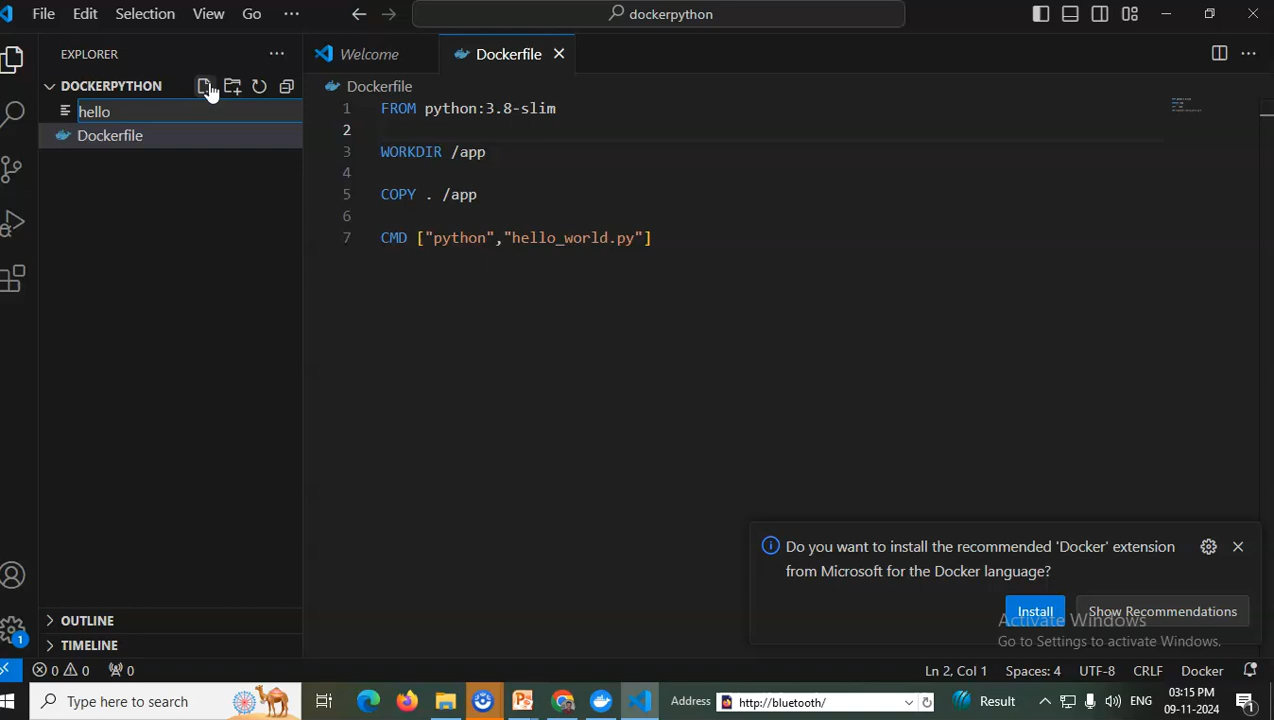 File Edit Selection View Go ··· dockerpython
EXPLORER ···
Welcome
Dockerfile
DOCKERPYTHON
hello
Dockerfile
Dockerfile
1 FROM python:3.8-slim
2
3 WORKDIR /app
4
5 COPY . /app
6
7 CMD ["python","hello_world.py"]
Do you want to install the recommended 'Docker' extension
from Microsoft for the Docker language?
Install
Show Recommendations
Activate Windows
Go to Settings to activate Windows.
OUTLINE
TIMELINE
1
0 0 0
Ln 2, Col 1 Spaces: 4 UTF-8 CRLF Docker
Type here to search
Address http://bluetooth/
Result
ENG
03:15 PM
09-11-2024
1